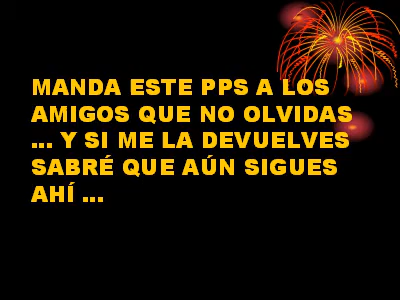 MANDA ESTE PPS A LOS
AMIGOS QUE NO OLVIDAS
... Y SI ME LA DEVUELVES
SABRÉ QUE AÚN SIGUES
AHÍ ...